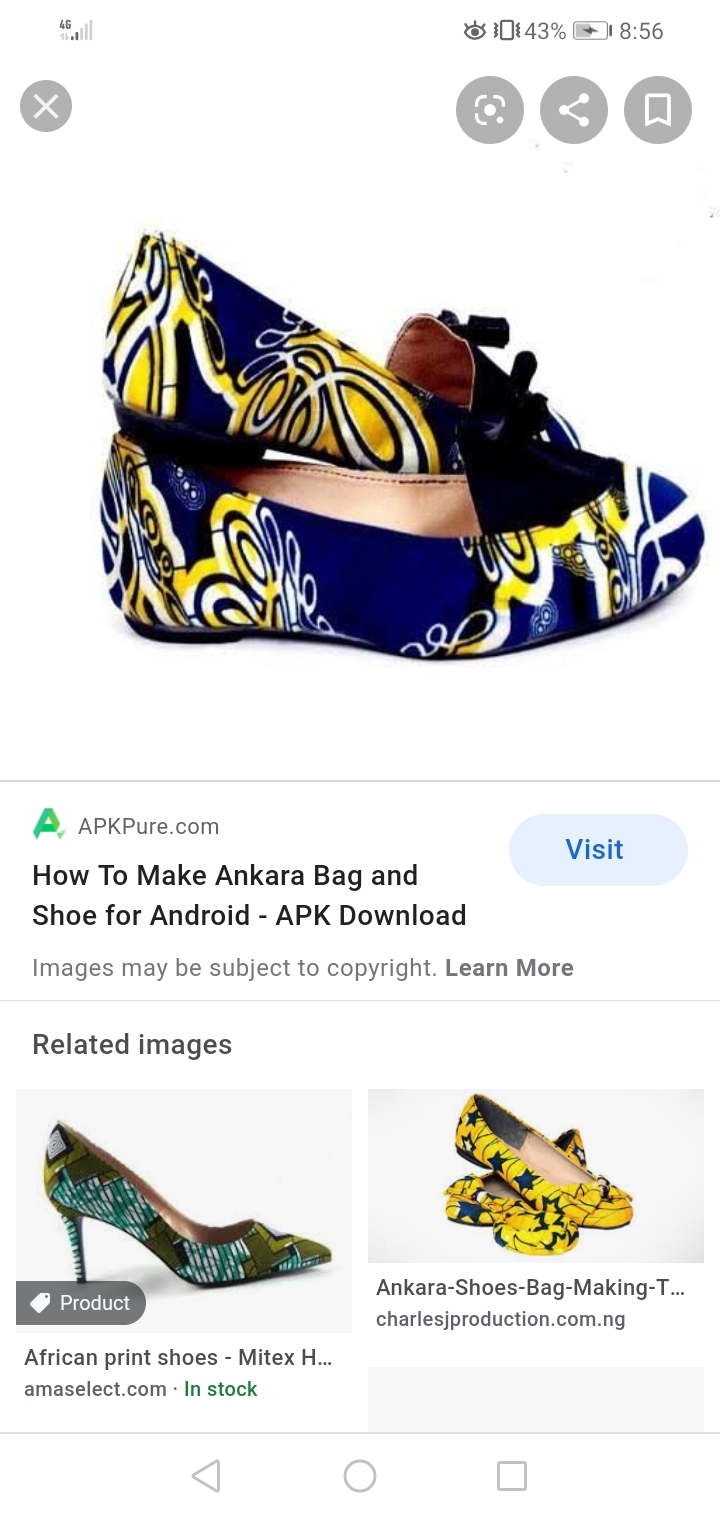 4G 43% 8:56
APKPure.com
Visit
How To Make Ankara Bag and
Shoe for Android - APK Download
Images may be subject to copyright. Learn More
Related images
Product
African print shoes - Mitex H...
amaselect.com · In stock
Ankara-Shoes-Bag-Making-T...
charlesjproduction.com.ng